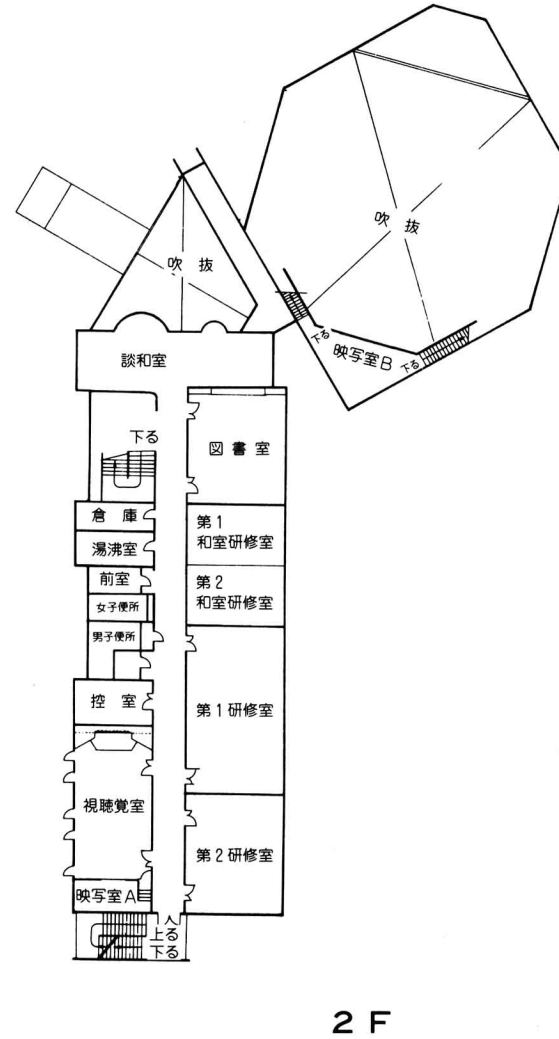 吹抜
吹抜
下る
映写室B
下る
談和室
下る
図書室
倉庫
第1
和室研修室
湯沸室
前室
第2
和室研修室
女子便所
男子便所
控室
第1研修室
視聴覚室
第2研修室
映写室A
上る
下る
2F